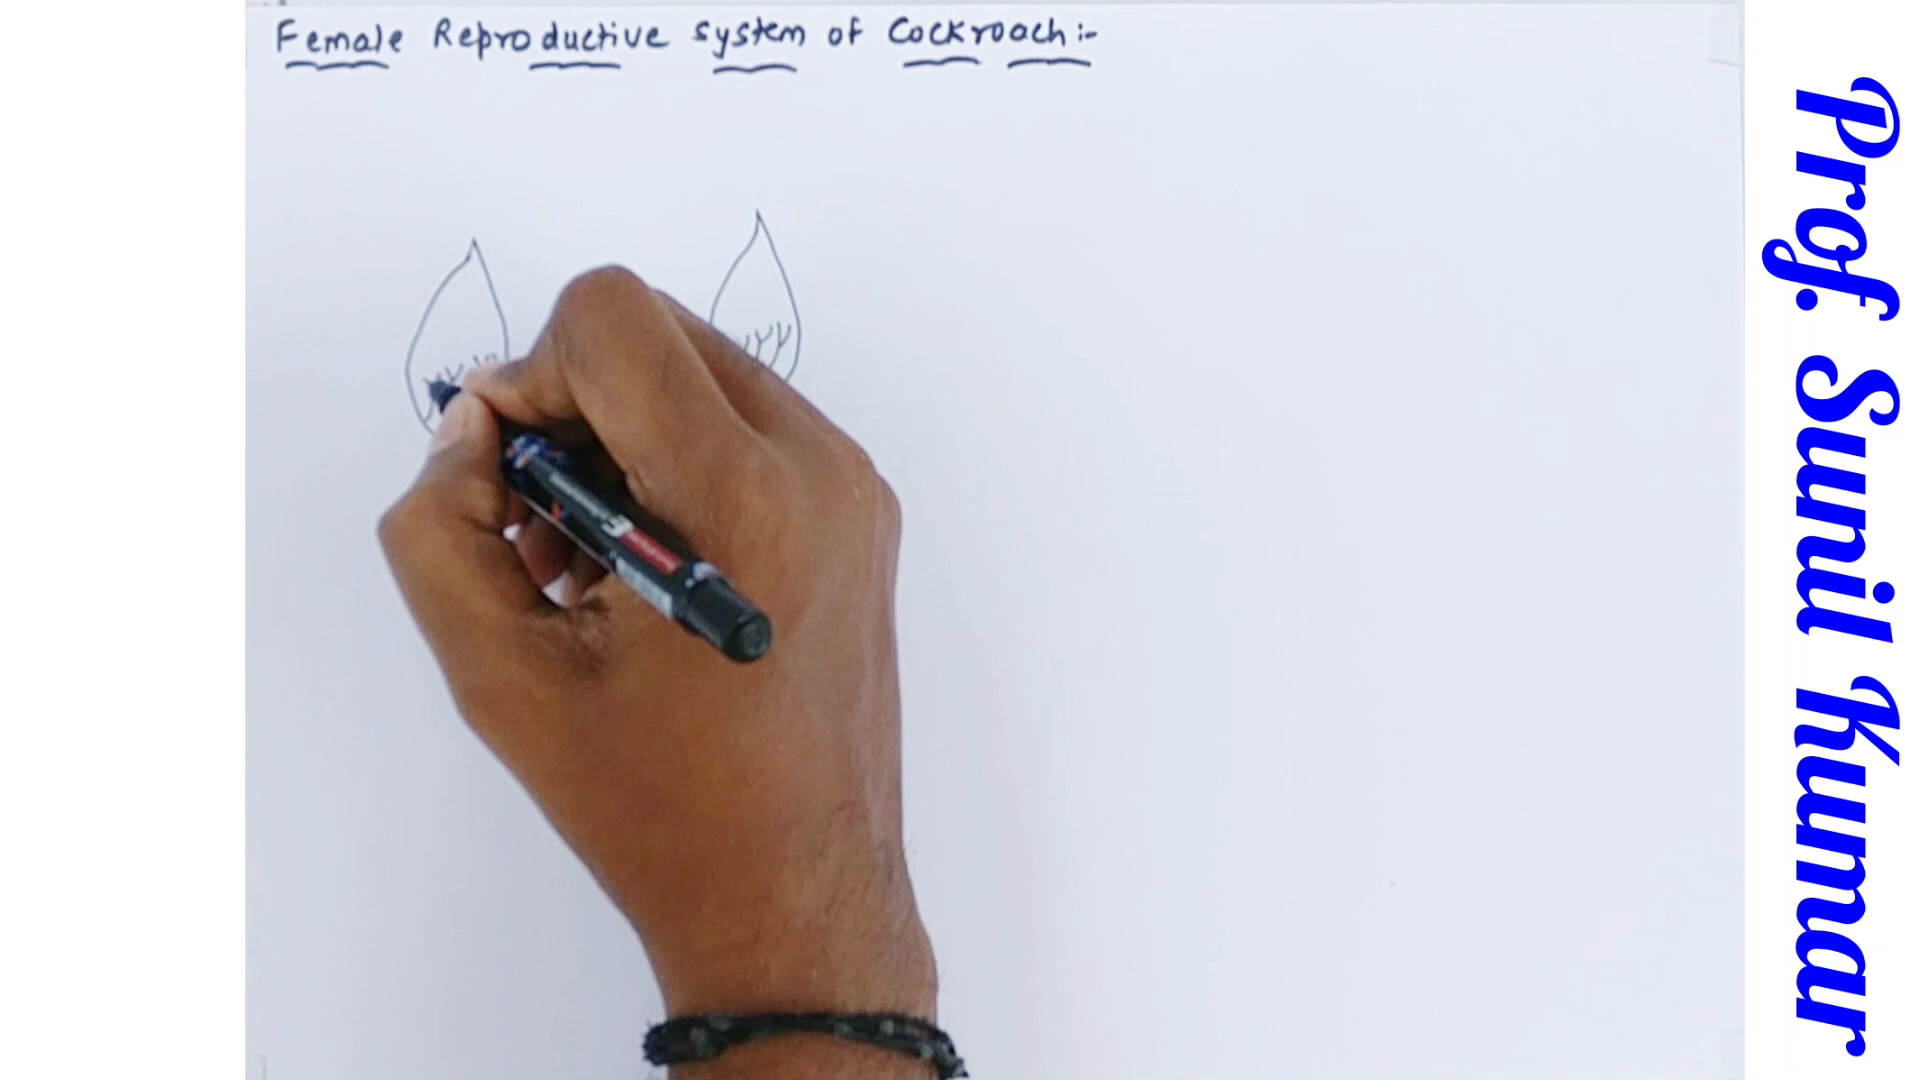 Female Reproductive system of Cockroach :-
Prof. Sunil Kumar